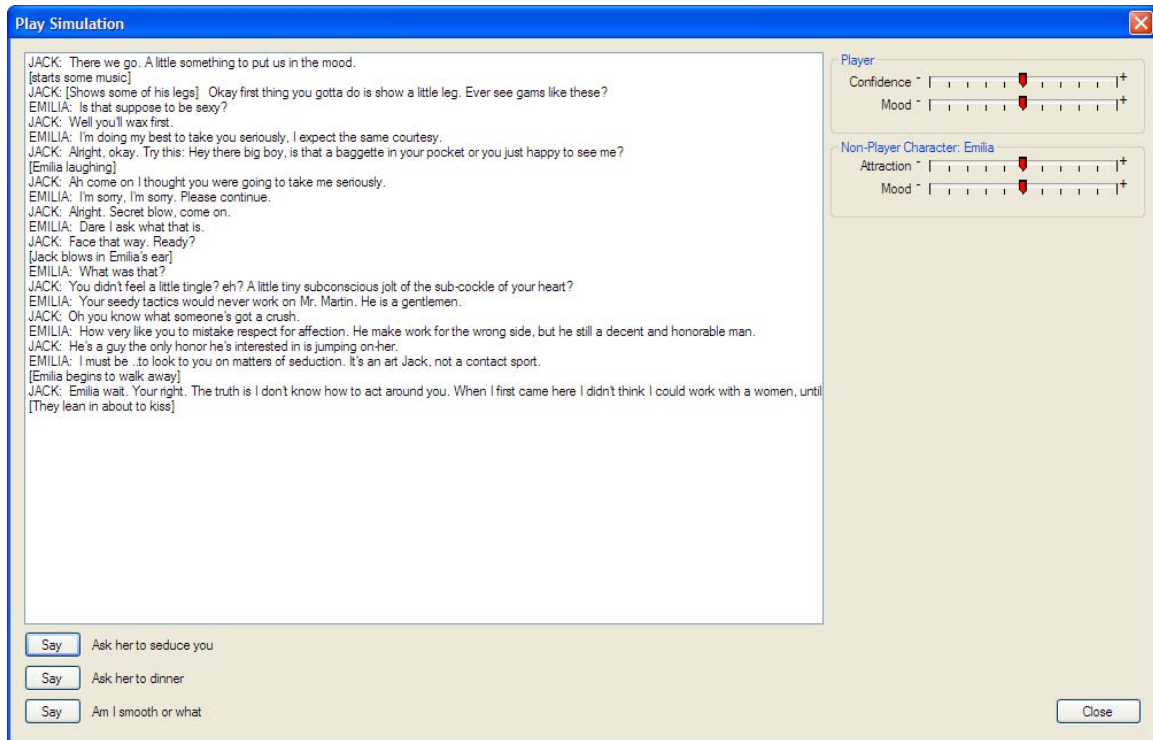 Play Simulation
JACK: There we go. A little something to put us in the mood.
[starts some music]
JACK: [Shows some of his legs] Okay first thing you gotta do is show a little leg. Ever see gams like these?
EMILIA: Is that suppose to be sexy?
JACK: Well you'll wax first.
EMILIA: I'm doing my best to take you seriously, I expect the same courtesy.
JACK: Alright, okay. Try this: Hey there big boy, is that a baggette in your pocket or you just happy to see me?
[Emilia laughing]
JACK: Ah come on I thought you were going to take me seriously.
EMILIA: I'm sorry, I'm sorry. Please continue.
JACK: Alright. Secret blow, come on.
EMILIA: Dare I ask what that is.
JACK: Face that way. Ready?
[Jack blows in Emilia's ear]
EMILIA: What was that?
JACK: You didn't feel a little tingle? eh? A little tiny subconscious jolt of the sub-cockle of your heart?
EMILIA: Your seedy tactics would never work on Mr. Martin. He is a gentlemen.
JACK: Oh you know what someone's got a crush.
EMILIA: How very like you to mistake respect for affection. He make work for the wrong side, but he still a decent and honorable man.
JACK: He's a guy the only honor he's interested in is jumping on-her.
EMILIA: I must be ..to look to you on matters of seduction. It's an art Jack, not a contact sport.
[Emilia begins to walk away]
JACK: Emilia wait. Your right. The truth is I don't know how to act around you. When I first came here I didn't think I could work with a women, until
[They lean in about to kiss]
Player
Confidence - +
Mood - +
Non-Player Character: Emilia
Attraction - +
Mood - +
Say Ask her to seduce you
Say Ask her to dinner
Say Am I smooth or what
Close